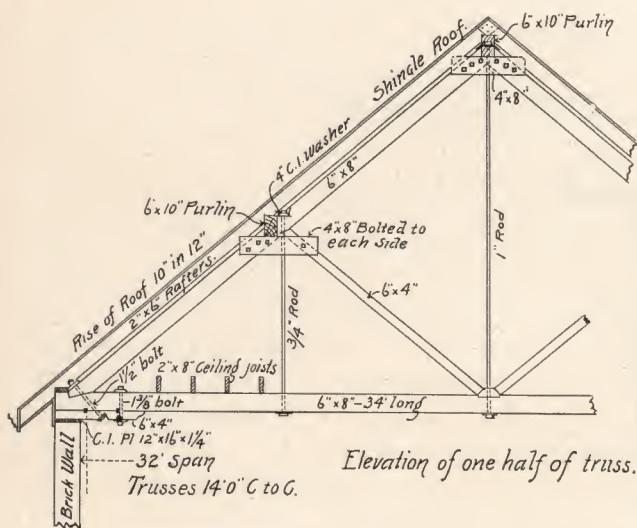 6"x10" Purlin
Shingle Roof.
4"x8"
4" C.I. Washer
6"x8"
6"x10" Purlin
4"x8" Bolted to
each side
1" Rod
Rise of Roof 10" in 12"
2"x6" Rafters.
6"x4"
3/4" Rod
1 1/2" bolt
2"x8" Ceiling joists
1 3/8" bolt
6"x8"-34' long
6"x4"
C.I. Pl 12"x16"x1 1/4"
32' Span
Trusses 14'0" C to C.
Elevation of one half of truss.
Brick Wall